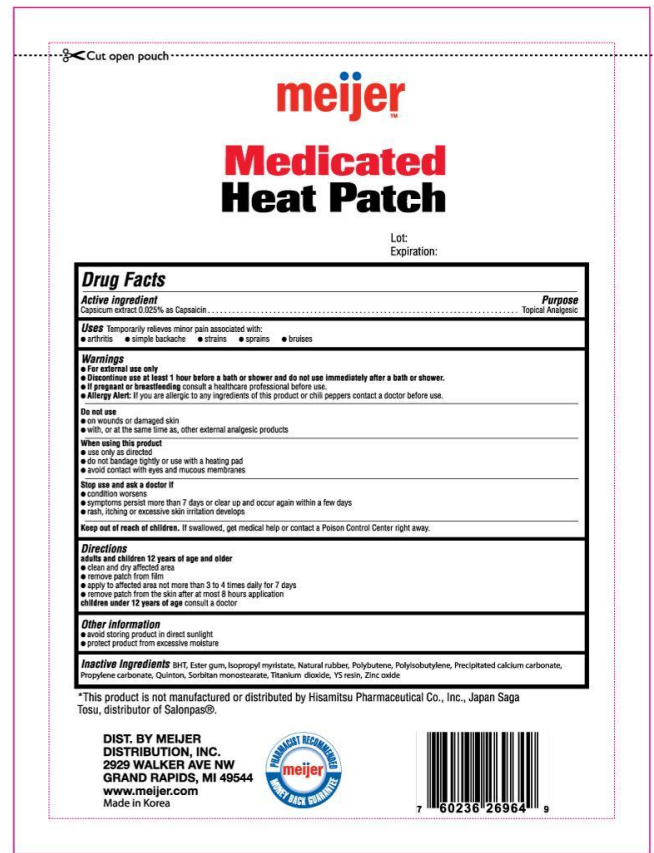 Cut open pouch
meijer™
Medicated
Heat Patch
Lot:
Expiration:
Drug Facts
Active ingredient Purpose
Capsicum extract 0.025% as Capsaicin ........ Topical Analgesic
Uses Temporarily relieves minor pain associated with:
● arthritis ● simple backache ● strains ● sprains ● bruises
Warnings
● For external use only
● Discontinue use at least 1 hour before a bath or shower and do not use immediately after a bath or shower.
● If pregnant or breastfeeding consult a healthcare professional before use.
● Allergy Alert: If you are allergic to any ingredients of this product or chili peppers contact a doctor before use.
Do not use
● on wounds or damaged skin
● with, or at the same time as, other external analgesic products
When using this product
● use only as directed
● do not bandage tightly or use with a heating pad
● avoid contact with eyes and mucous membranes
Stop use and ask a doctor if
● condition worsens
● symptoms persist more than 7 days or clear up and occur again within a few days
● rash, itching or excessive skin irritation develops
Keep out of reach of children. If swallowed, get medical help or contact a Poison Control Center right away.
Directions
adults and children 12 years of age and older
● clean and dry affected area
● remove patch from film
● apply to affected area not more than 3 to 4 times daily for 7 days
● remove patch from the skin after at most 8 hours application
children under 12 years of age consult a doctor
Other information
● avoid storing product in direct sunlight
● protect product from excessive moisture
Inactive Ingredients BHT, Ester gum, Isopropyl myristate, Natural rubber, Polybutene, Polyisobutylene, Precipitated calcium carbonate,
Propylene carbonate, Quinton, Sorbitan monostearate, Titanium dioxide, YS resin, Zinc oxide
*This product is not manufactured or distributed by Hisamitsu Pharmaceutical Co., Inc., Japan Saga
Tosu, distributor of Salonpas®.
DIST. BY MEIJER
DISTRIBUTION, INC.
2929 WALKER AVE NW
GRAND RAPIDS, MI 49544
www.meijer.com
Made in Korea
PHARMACIST RECOMMENDED
meijer
MONEY BACK GUARANTEE
7 60236 26964 9